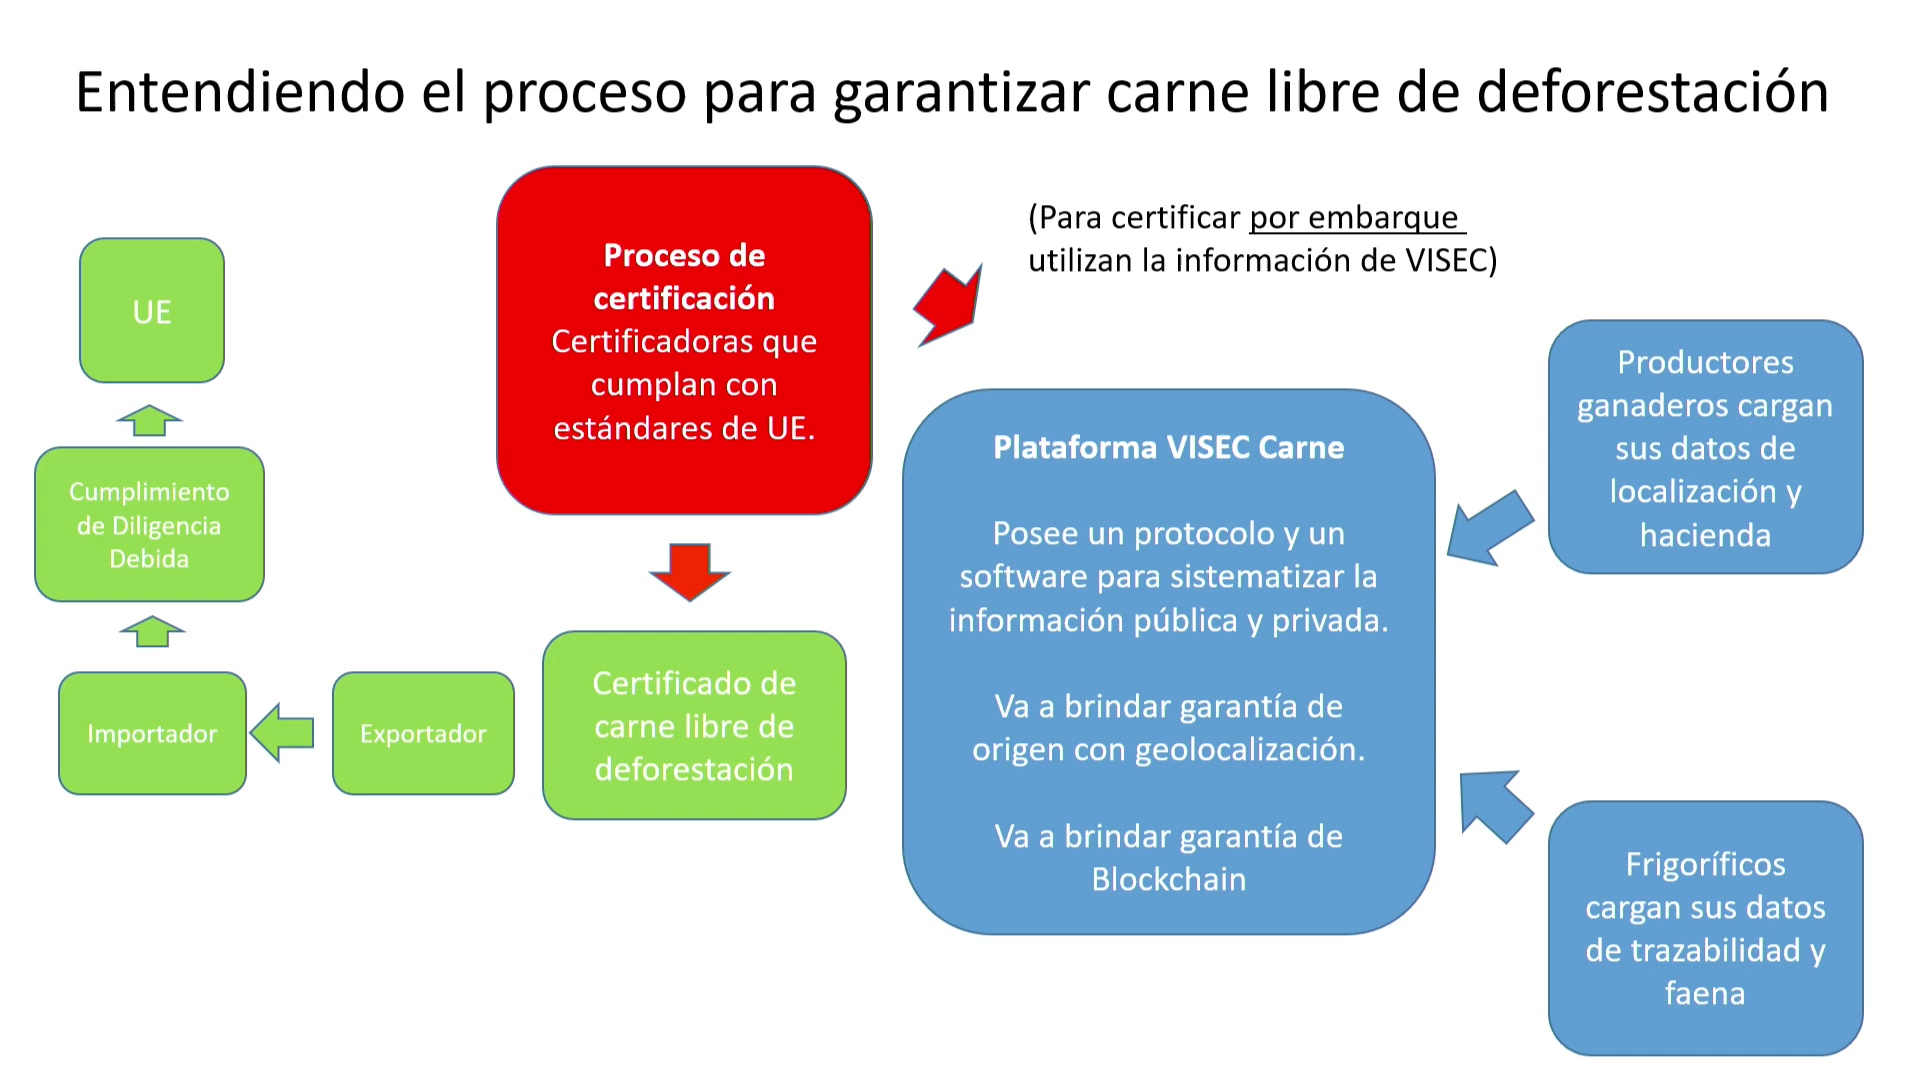 Entendiendo el proceso para garantizar carne libre de deforestación
Proceso de
certificación
Certificadoras que
cumplan con
estándares de UE.
(Para certificar por embarque
utilizan la información de VISEC)
UE
Cumplimiento
de Diligencia
Debida
Importador
Exportador
Certificado de
carne libre de
deforestación
Plataforma VISEC Carne
Posee un protocolo y un
software para sistematizar la
información pública y privada.
Va a brindar garantía de
origen con geolocalización.
Va a brindar garantía de
Blockchain
Productores
ganaderos cargan
sus datos de
localización y
hacienda
Frigoríficos
cargan sus datos
de trazabilidad y
faena